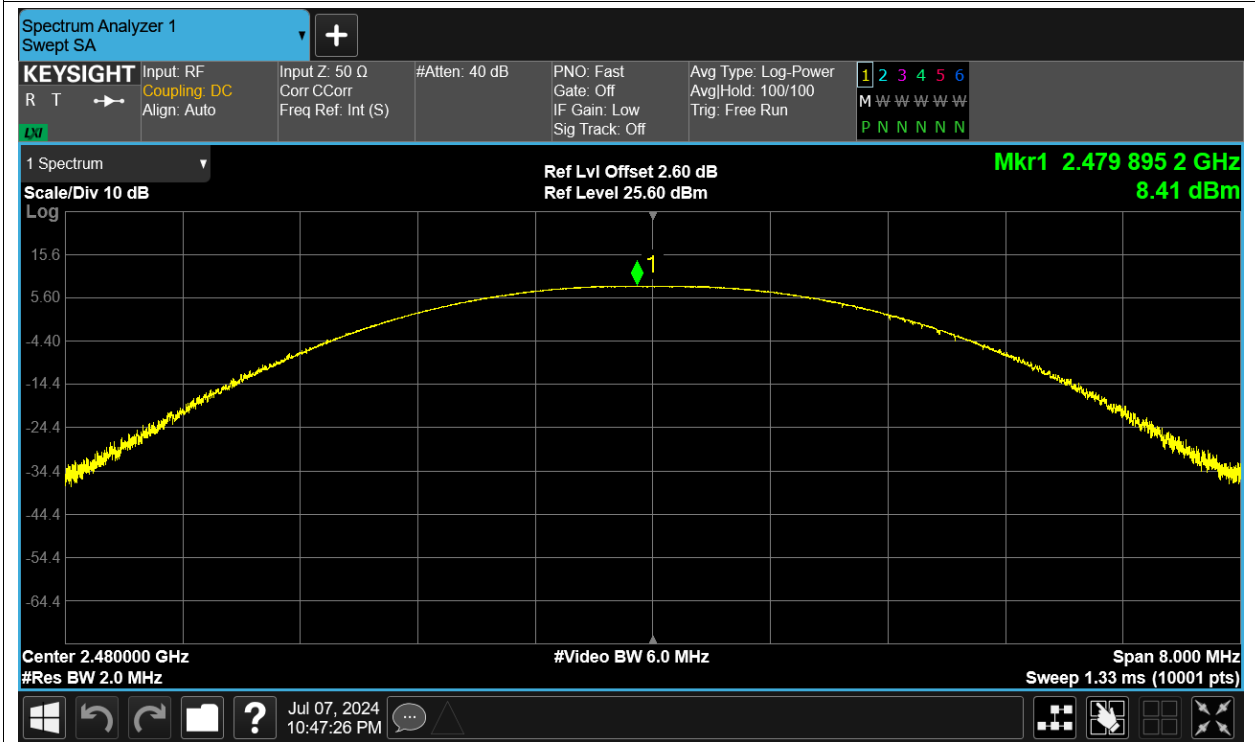 Spectrum Analyzer 1
Swept SA
+
KEYSIGHT
R T
LXI
Input: RF
Coupling: DC
Align: Auto
Input Z: 50 Ω
Corr CCorr
Freq Ref: Int (S)
#Atten: 40 dB
PNO: Fast
Gate: Off
IF Gain: Low
Sig Track: Off
Avg Type: Log-Power
Avg|Hold: 100/100
Trig: Free Run
1 2 3 4 5 6
M W W W W W
P N N N N N
1 Spectrum
Scale/Div 10 dB
Log
Ref Lvl Offset 2.60 dB
Ref Level 25.60 dBm
Mkr1 2.479 895 2 GHz
8.41 dBm
1
15.6
5.60
-4.40
-14.4
-24.4
-34.4
-44.4
-54.4
-64.4
Center 2.480000 GHz
#Res BW 2.0 MHz
#Video BW 6.0 MHz
Span 8.000 MHz
Sweep 1.33 ms (10001 pts)
?
Jul 07, 2024
10:47:26 PM